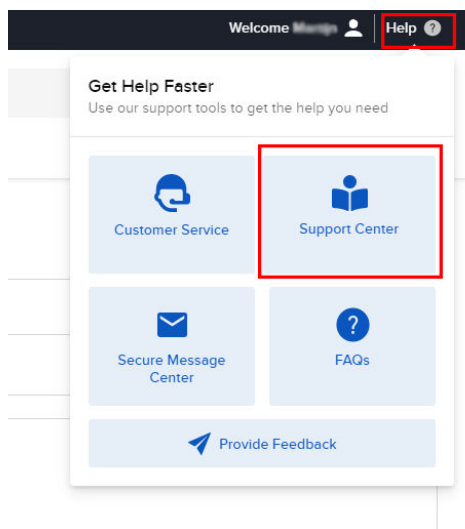 Welcome
Help ?
Get Help Faster
Use our support tools to get the help you need
Customer Service
Support Center
Secure Message
Center
?
FAQs
Provide Feedback